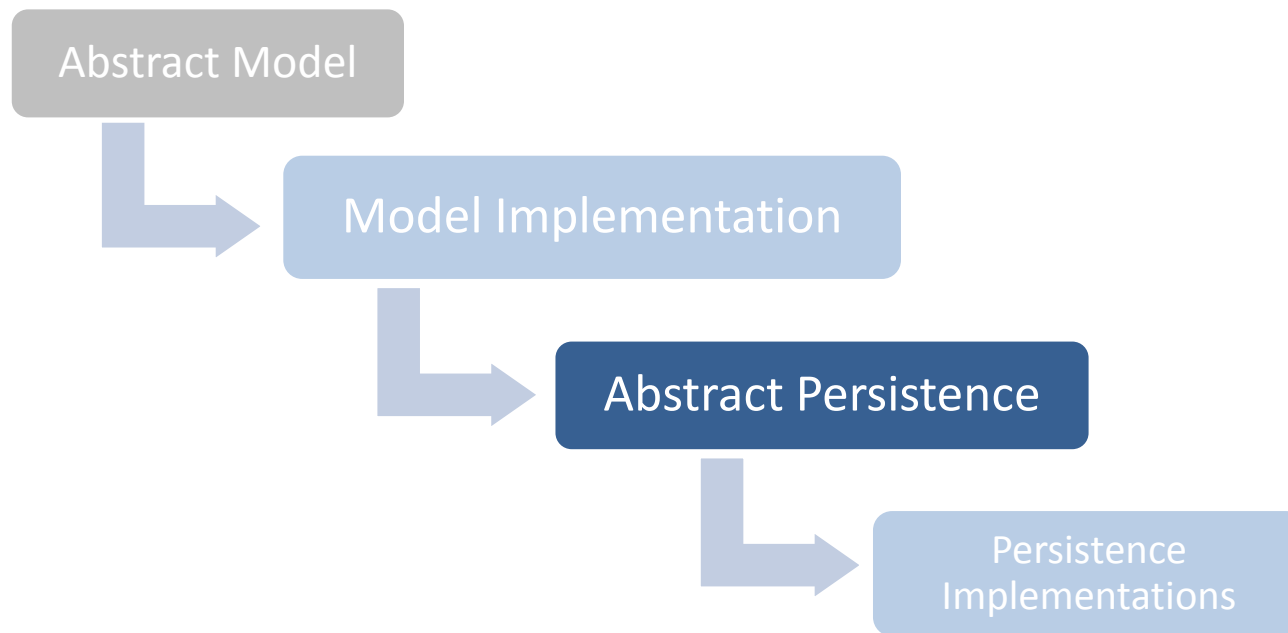 Abstract Model
Model Implementation
Abstract Persistence
Persistence
Implementations